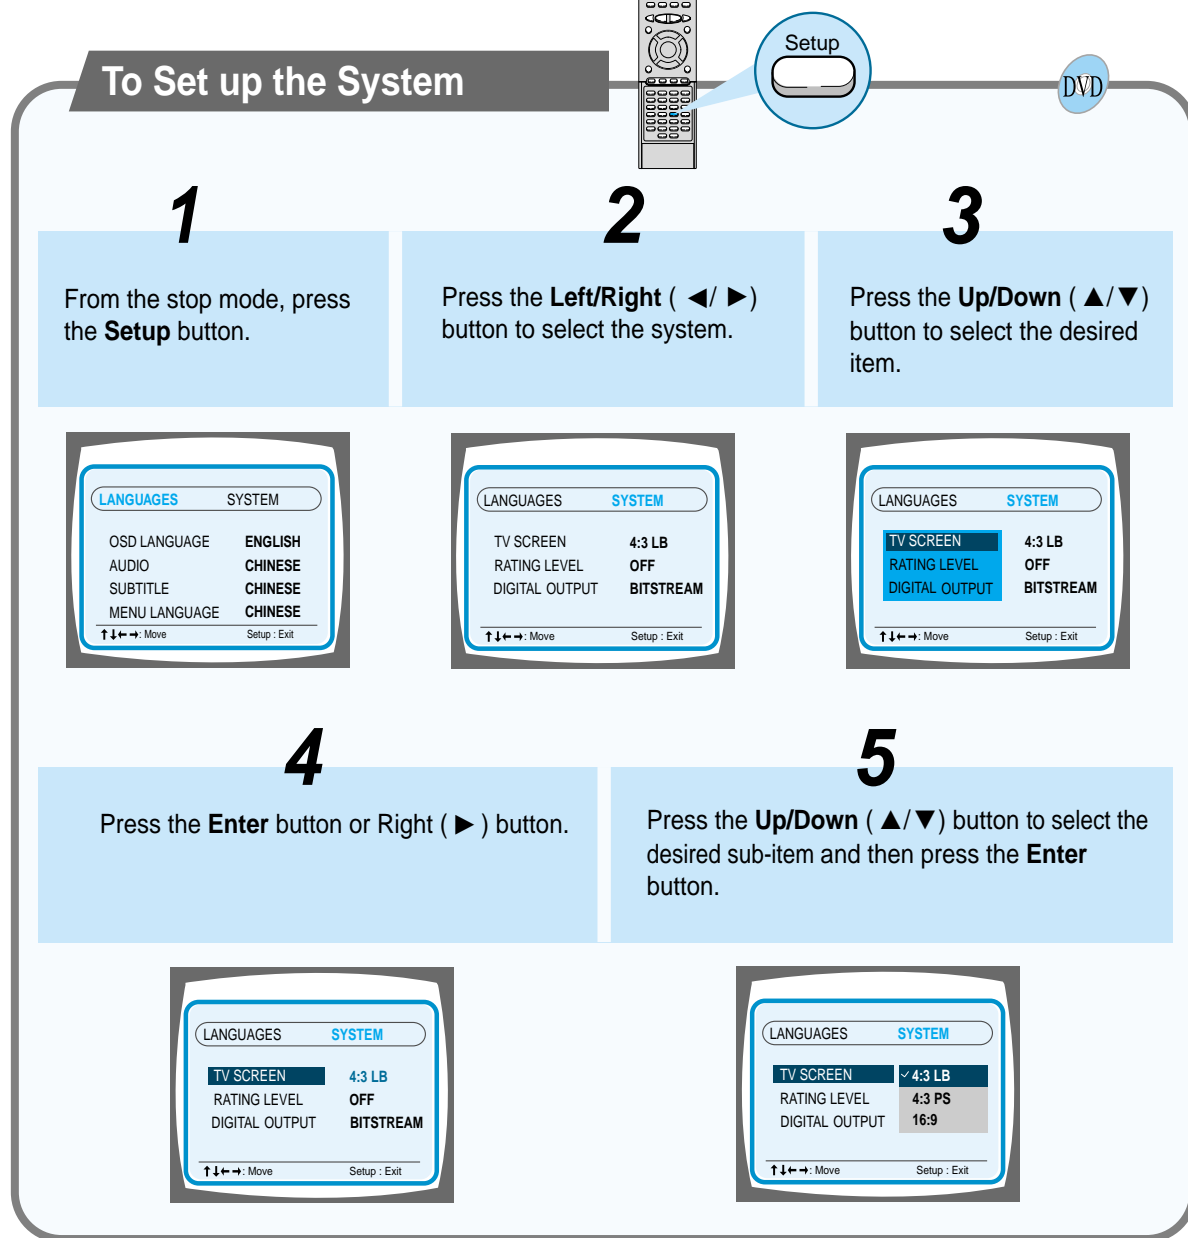 Setup
To Set up the System
DVD
1
From the stop mode, press
the Setup button.
2
Press the Left/Right ( ◄/ ►)
button to select the system.
3
Press the Up/Down ( ▲/▼)
button to select the desired
item.
LANGUAGES SYSTEM
OSD LANGUAGE ENGLISH
AUDIO CHINESE
SUBTITLE CHINESE
MENU LANGUAGE CHINESE
↑↓←→: Move Setup : Exit
LANGUAGES SYSTEM
TV SCREEN 4:3 LB
RATING LEVEL OFF
DIGITAL OUTPUT BITSTREAM
↑↓←→: Move Setup : Exit
LANGUAGES SYSTEM
TV SCREEN 4:3 LB
RATING LEVEL OFF
DIGITAL OUTPUT BITSTREAM
↑↓←→: Move Setup : Exit
4
Press the Enter button or Right ( ► ) button.
5
Press the Up/Down ( ▲/▼) button to select the
desired sub-item and then press the Enter
button.
LANGUAGES SYSTEM
TV SCREEN 4:3 LB
RATING LEVEL OFF
DIGITAL OUTPUT BITSTREAM
↑↓←→: Move Setup : Exit
LANGUAGES SYSTEM
TV SCREEN ✓ 4:3 LB
RATING LEVEL 4:3 PS
DIGITAL OUTPUT 16:9
↑↓←→: Move Setup : Exit